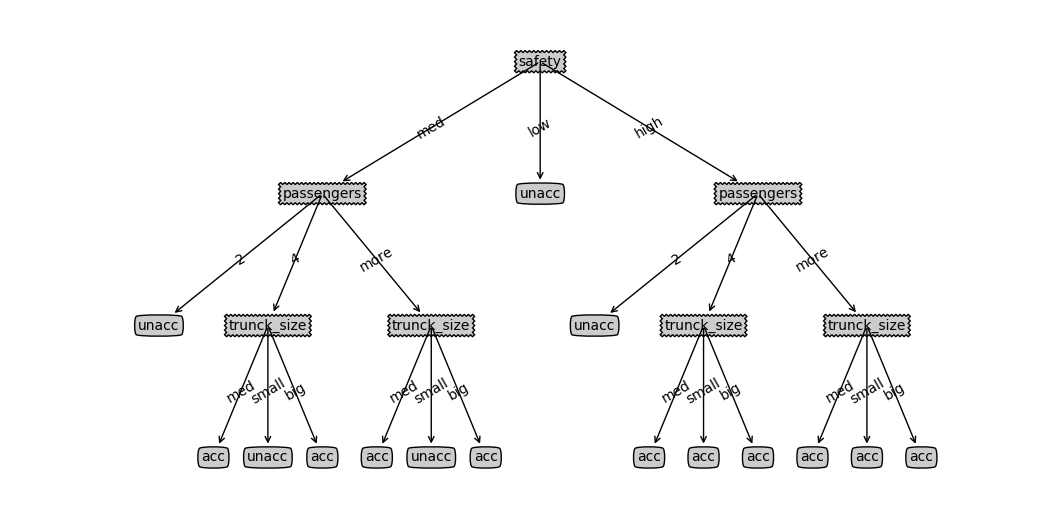 safety
med low high
passengers unacc passengers
2 4 more 2 4 more
unacc trunck_size trunck_size unacc trunck_size trunck_size
med small big med small big med small big med small big
acc unacc acc acc unacc acc acc acc acc acc acc acc